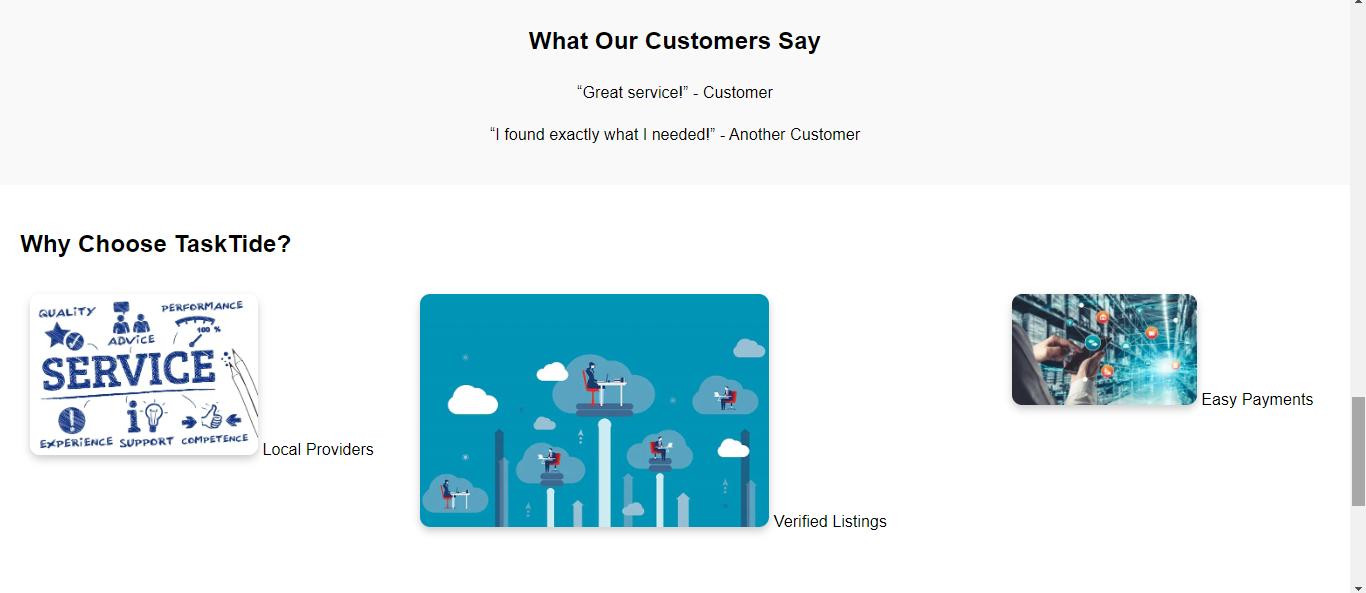 What Our Customers Say
“Great service!” - Customer
“I found exactly what I needed!” - Another Customer
Why Choose TaskTide?
QUALITY
PERFORMANCE
100 %
ADVICE
SERVICE
EXPERIENCE SUPPORT COMPETENCE
Local Providers
Verified Listings
Easy Payments